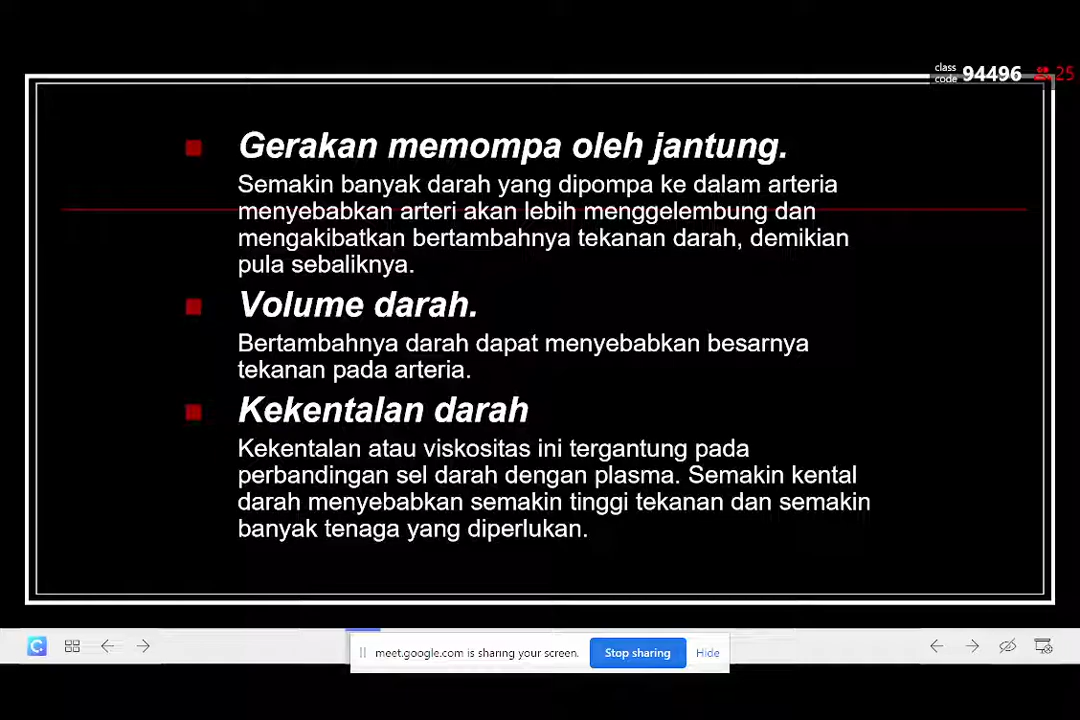 class code 94496 25
Gerakan memompa oleh jantung.
Semakin banyak darah yang dipompa ke dalam arteria
menyebabkan arteri akan lebih menggelembung dan
mengakibatkan bertambahnya tekanan darah, demikian
pula sebaliknya.
Volume darah.
Bertambahnya darah dapat menyebabkan besarnya
tekanan pada arteria.
Kekentalan darah
Kekentalan atau viskositas ini tergantung pada
perbandingan sel darah dengan plasma. Semakin kental
darah menyebabkan semakin tinggi tekanan dan semakin
banyak tenaga yang diperlukan.
meet.google.com is sharing your screen. Stop sharing Hide